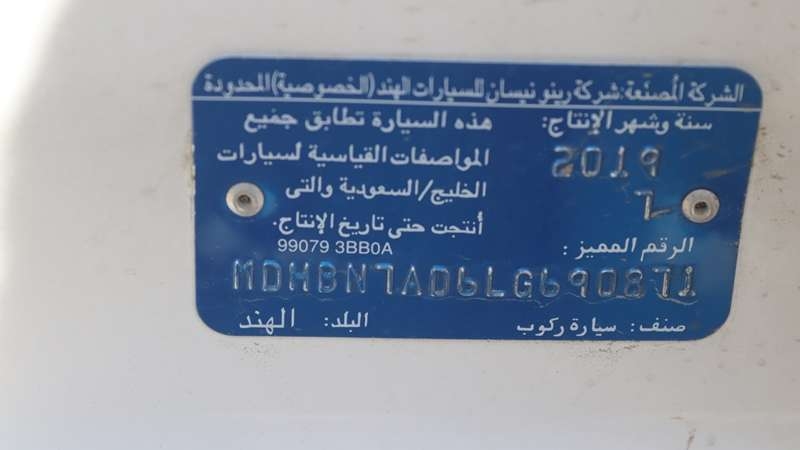 الشركة المصنعة: شركة رينو نيسان للسيارات الهند (الخصوصية) المحدودة
سنة وشهر الإنتاج:
2019
7
هذه السيارة تطابق جميع
المواصفات القياسية لسيارات
الخليج/السعودية والتى
أنتجت حتى تاريخ الإنتاج.
99079 3BB0A
الرقم المميز :
MDHBN7AD6LG690871
صنف: سيارة ركوب
البلد: الهند